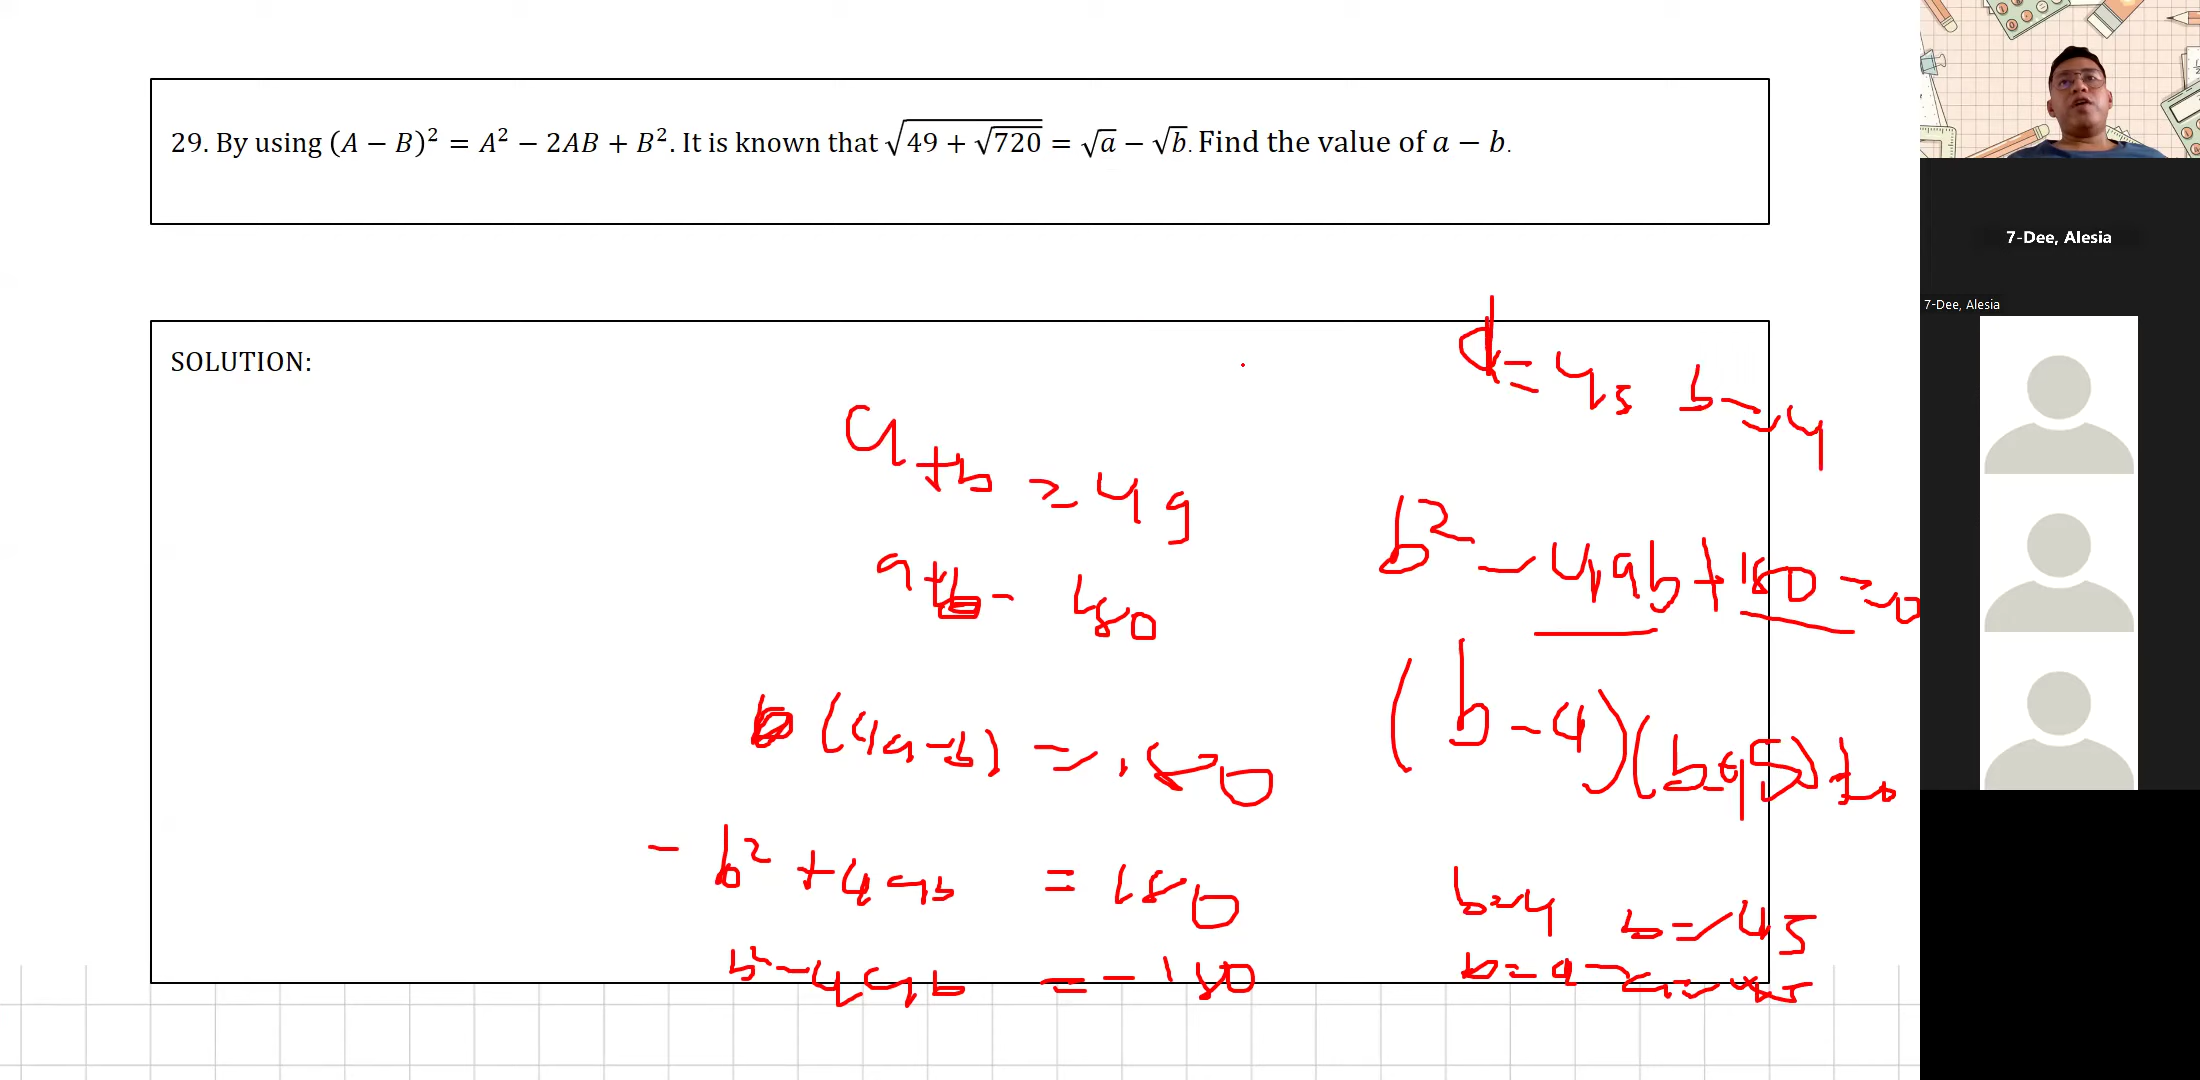 29. By using (A − B)² = A² − 2AB + B². It is known that √(49 + √720) = √a − √b. Find the value of a − b.
7-Dee, Alesia
7-Dee, Alesia
SOLUTION:
a = 45 b = 4
a + b = 49
b² − 49b + 180 = 0
180
b (49 − b) = 180
(b − 4)(b − 45) = 0
− b² + 49b = 180
b = 4 b = 45
b² − 49b = − 180